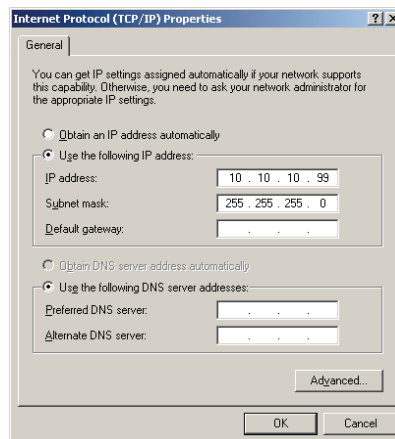 Internet Protocol (TCP/IP) Properties
General
You can get IP settings assigned automatically if your network supports
this capability. Otherwise, you need to ask your network administrator for
the appropriate IP settings.
Obtain an IP address automatically
Use the following IP address:
IP address: 10 . 10 . 10 . 99
Subnet mask: 255 . 255 . 255 . 0
Default gateway: . . .
Obtain DNS server address automatically
Use the following DNS server addresses:
Preferred DNS server: . . .
Alternate DNS server: . . .
Advanced...
OK Cancel